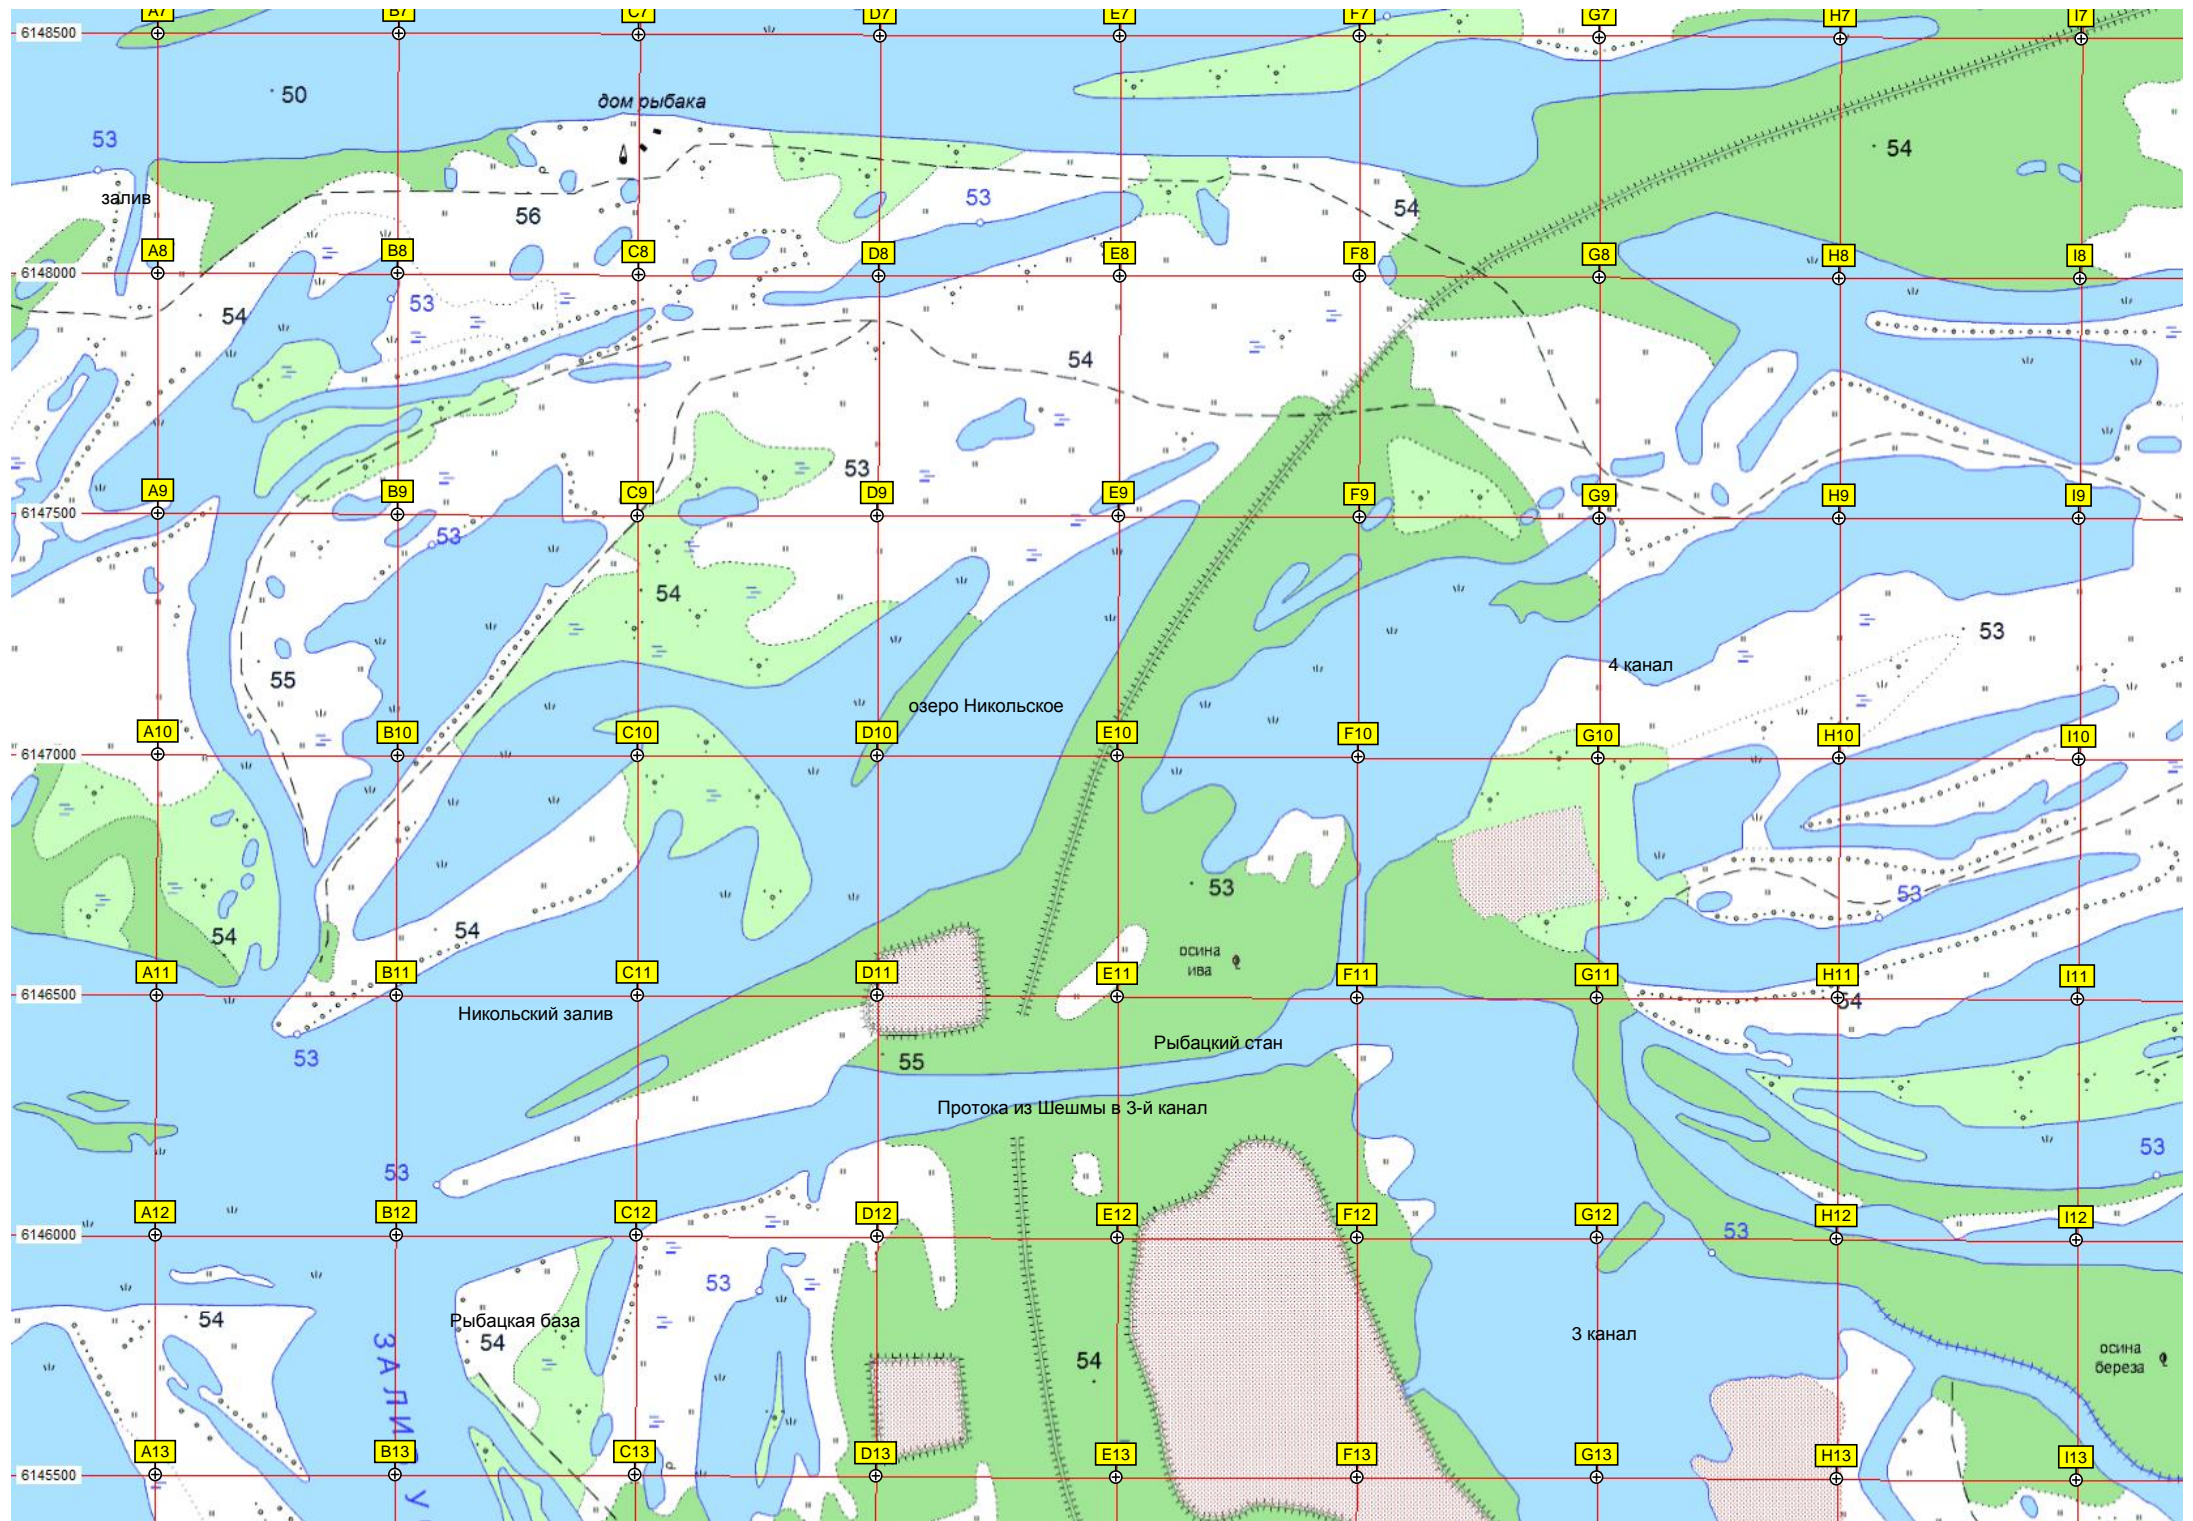 A7 B7 C7 D7 E7 F7 G7 H7 I7
6148500
50
дом рыбака
53
54
залив
56
53
54
A8 B8 C8 D8 E8 F8 G8 H8 I8
6148000
53
54
54
53
A9 B9 C9 D9 E9 F9 G9 H9 I9
6147500
53
54
53
4 канал
55
озеро Никольское
A10 B10 C10 D10 E10 F10 G10 H10 I10
6147000
53
53
54
54
осина
ива
A11 B11 C11 D11 E11 F11 G11 H11 I11
6146500
54
Никольский залив
Рыбацкий стан
53
55
Протока из Шешмы в 3-й канал
53
53
A12 B12 C12 D12 E12 F12 G12 H12 I12
6146000
53
53
54
Рыбацкая база
3 канал
54
54
осина
береза
ЗАЛИВ
A13 B13 C13 D13 E13 F13 G13 H13 I13
6145500